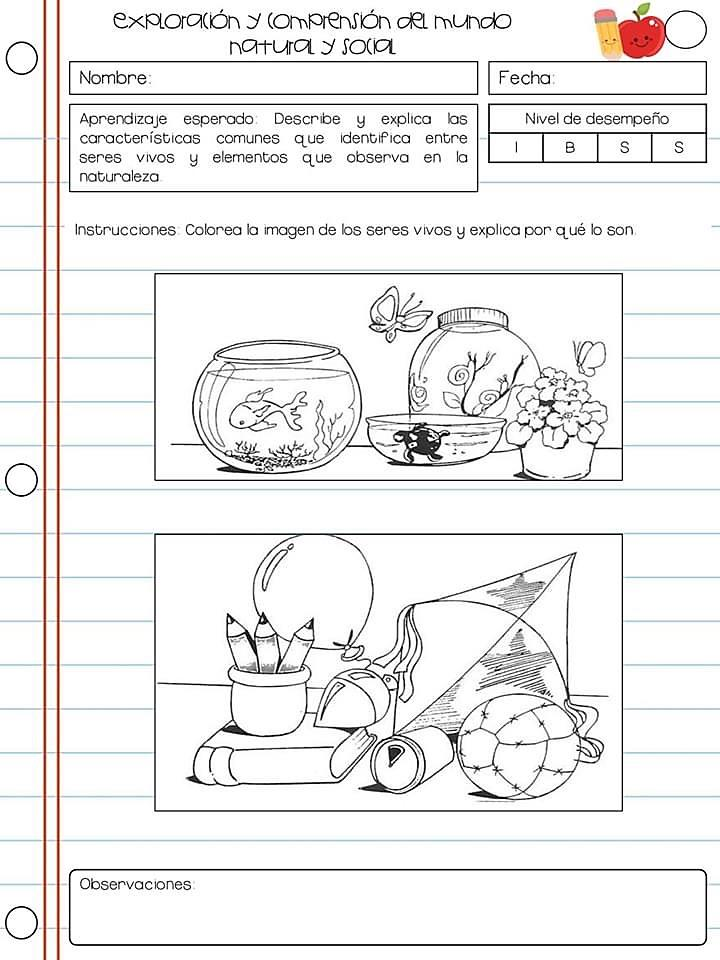 exploración y comprensión del mundo
natural y social
Nombre:
Fecha:
Aprendizaje esperado: Describe y explica las
características comunes que identifica entre
seres vivos y elementos que observa en la
naturaleza.
Nivel de desempeño
I B S S
Instrucciones: Colorea la imagen de los seres vivos y explica por qué lo son.
Observaciones: